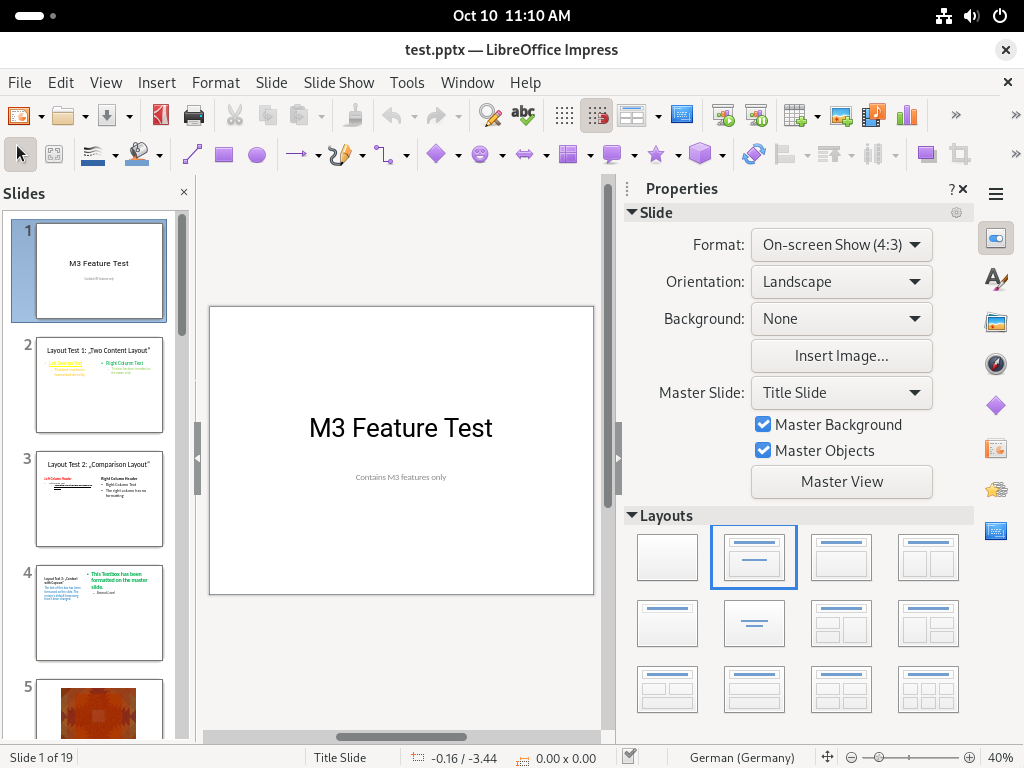 Oct 10 11:10 AM
test.pptx — LibreOffice Impress
File Edit View Insert Format Slide Slide Show Tools Window Help
abc
Slides
1
M3 Feature Test
Contains M3 features only
2
Layout Test 1: „Two Content Layout"
Right Column Text
3
Layout Test 2: „Comparison Layout"
Left Column Header
Right Column Header
Right Column Text
The right column has no
formatting
4
Layout Test 3: „Content
with Caption"
This Textbox has been
formatted on the master
slide.
5
M3 Feature Test
Contains M3 features only
Properties
?
Slide
Format: On-screen Show (4:3)
Orientation: Landscape
Background: None
Insert Image...
Master Slide: Title Slide
Master Background
Master Objects
Master View
Layouts
Slide 1 of 19
Title Slide
-0.16 / -3.44
0.00 x 0.00
German (Germany)
40%